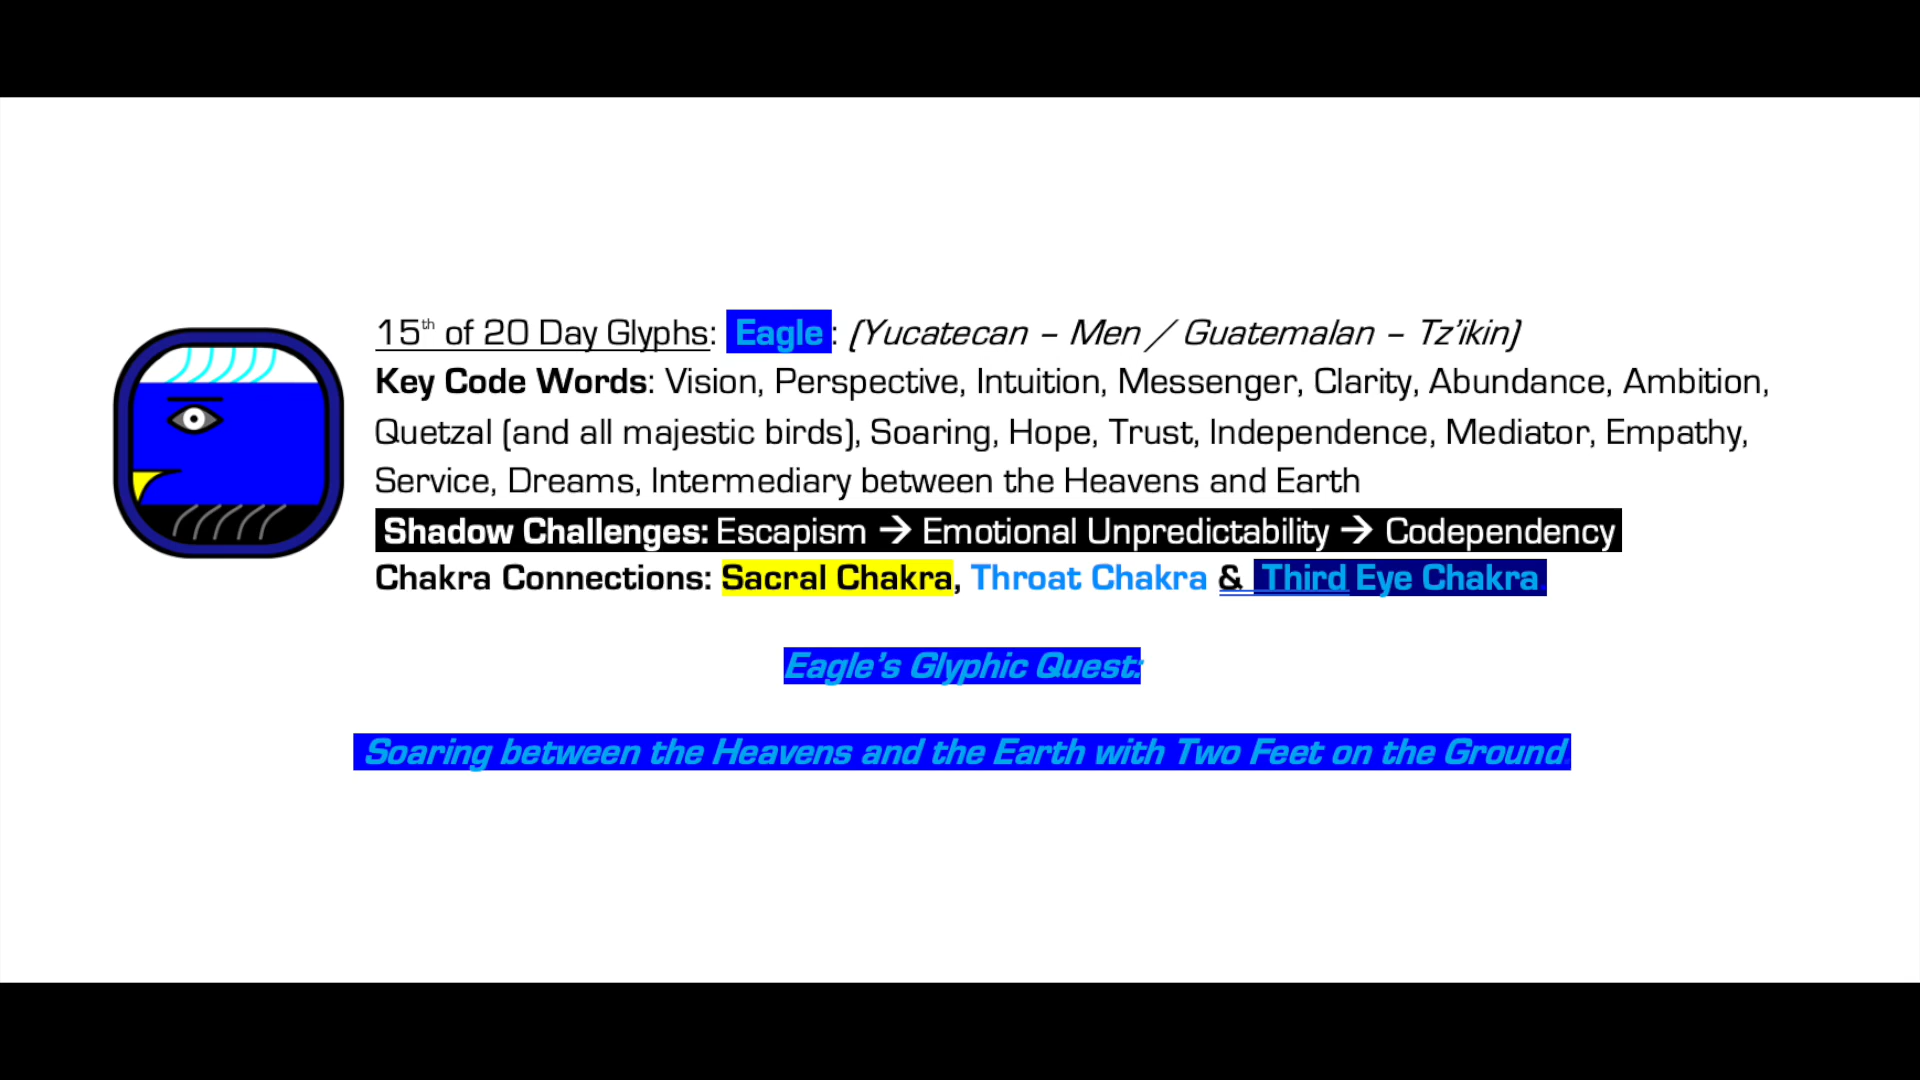 15th of 20 Day Glyphs: Eagle: (Yucatecan – Men / Guatemalan – Tz’ikin)
Key Code Words: Vision, Perspective, Intuition, Messenger, Clarity, Abundance, Ambition,
Quetzal (and all majestic birds), Soaring, Hope, Trust, Independence, Mediator, Empathy,
Service, Dreams, Intermediary between the Heavens and Earth
Shadow Challenges: Escapism → Emotional Unpredictability → Codependency
Chakra Connections: Sacral Chakra, Throat Chakra & Third Eye Chakra.
Eagle’s Glyphic Quest:
Soaring between the Heavens and the Earth with Two Feet on the Ground.